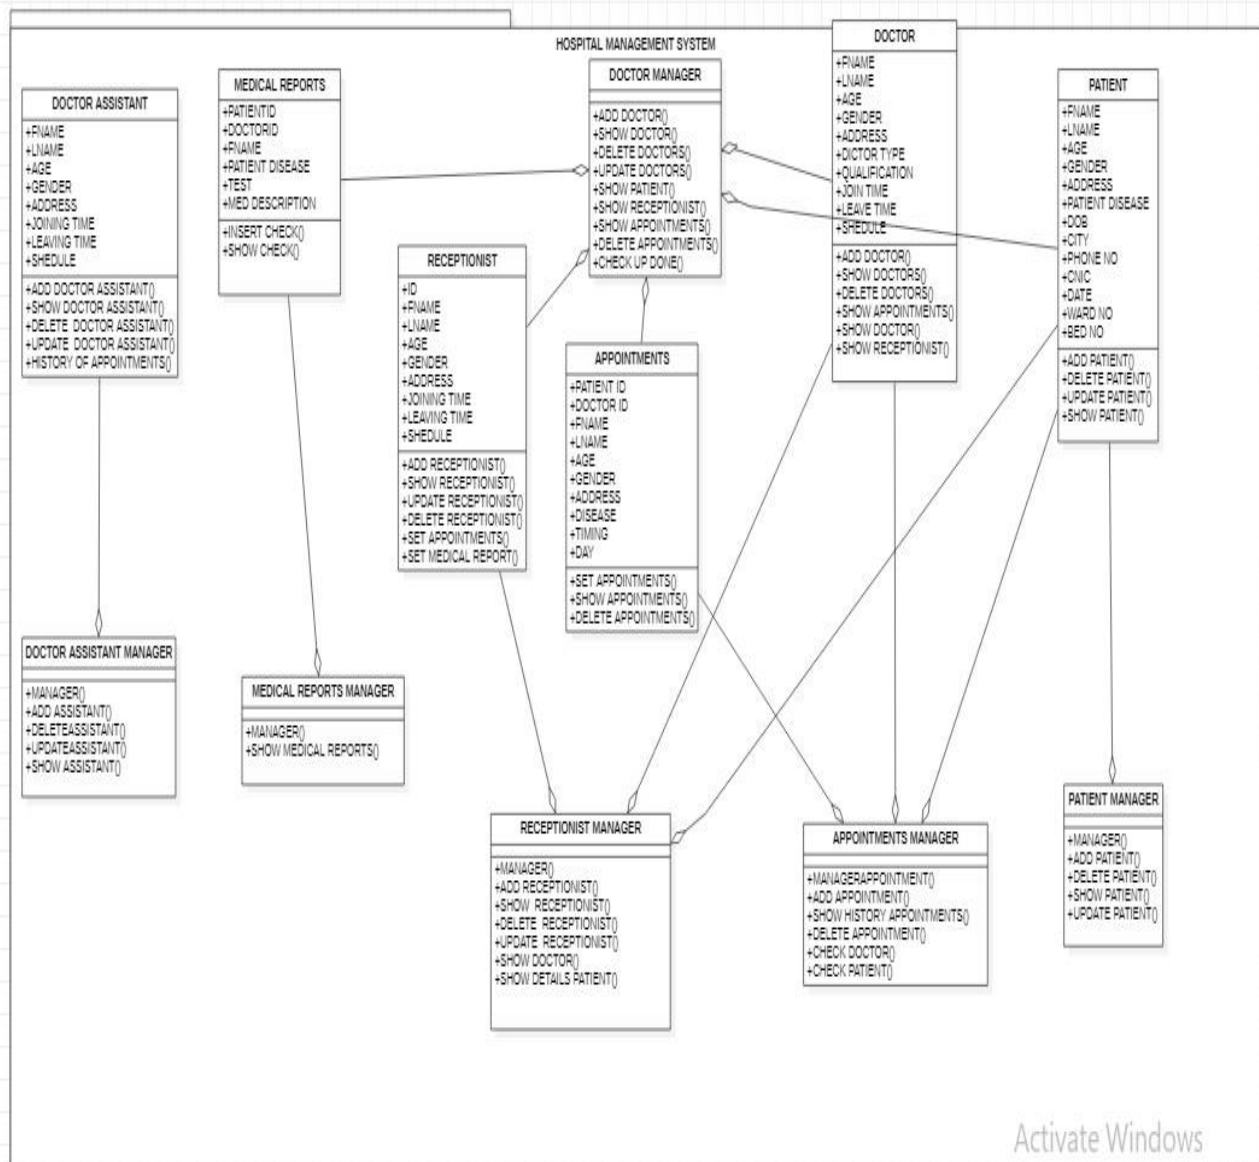 HOSPITAL MANAGEMENT SYSTEM
DOCTOR ASSISTANT
+FNAME
+LNAME
+AGE
+GENDER
+ADDRESS
+JOINING TIME
+LEAVING TIME
+SHEDULE
+ADD DOCTOR ASSISTANT()
+SHOW DOCTOR ASSISTANT()
+DELETE DOCTOR ASSISTANT()
+UPDATE DOCTOR ASSISTANT()
+HISTORY OF APPOINTMENTS()
MEDICAL REPORTS
+PATIENTID
+DOCTORID
+FNAME
+PATIENT DISEASE
+TEST
+MED DESCRIPTION
+INSERT CHECK()
+SHOW CHECK()
RECEPTIONIST
+ID
+FNAME
+LNAME
+AGE
+GENDER
+ADDRESS
+JOINING TIME
+LEAVING TIME
+SHEDULE
+ADD RECEPTIONIST()
+SHOW RECEPTIONIST()
+UPDATE RECEPTIONIST()
+DELETE RECEPTIONIST()
+SET APPOINTMENTS()
+SET MEDICAL REPORT()
DOCTOR MANAGER
+ADD DOCTOR()
+SHOW DOCTOR()
+DELETE DOCTORS()
+UPDATE DOCTORS()
+SHOW PATIENT()
+SHOW RECEPTIONIST()
+SHOW APPOINTMENTS()
+DELETE APPOINTMENTS()
+CHECK UP DONE()
APPOINTMENTS
+PATIENT ID
+DOCTOR ID
+FNAME
+LNAME
+AGE
+GENDER
+ADDRESS
+DISEASE
+TIMING
+DAY
+SET APPOINTMENTS()
+SHOW APPOINTMENTS()
+DELETE APPOINTMENTS()
DOCTOR
+FNAME
+LNAME
+AGE
+GENDER
+ADDRESS
+DICTOR TYPE
+QUALIFICATION
+JOIN TIME
+LEAVE TIME
+SHEDULE
+ADD DOCTOR()
+SHOW DOCTORS()
+DELETE DOCTORS()
+SHOW APPOINTMENTS()
+SHOW DOCTOR()
+SHOW RECEPTIONIST()
PATIENT
+FNAME
+LNAME
+AGE
+GENDER
+ADDRESS
+PATIENT DISEASE
+DOB
+CITY
+PHONE NO
+CNIC
+DATE
+WARD NO
+BED NO
+ADD PATIENT()
+DELETE PATIENT()
+UPDATE PATIENT()
+SHOW PATIENT()
DOCTOR ASSISTANT MANAGER
+MANAGER()
+ADD ASSISTANT()
+DELETEASSISTANT()
+UPDATEASSISTANT()
+SHOW ASSISTANT()
MEDICAL REPORTS MANAGER
+MANAGER()
+SHOW MEDICAL REPORTS()
RECEPTIONIST MANAGER
+MANAGER()
+ADD RECEPTIONIST()
+SHOW RECEPTIONIST()
+DELETE RECEPTIONIST()
+UPDATE RECEPTIONIST()
+SHOW DOCTOR()
+SHOW DETAILS PATIENT()
APPOINTMENTS MANAGER
+MANAGERAPPOINTMENT()
+ADD APPOINTMENT()
+SHOW HISTORY APPOINTMENTS()
+DELETE APPOINTMENT()
+CHECK DOCTOR()
+CHECK PATIENT()
PATIENT MANAGER
+MANAGER()
+ADD PATIENT()
+DELETE PATIENT()
+SHOW PATIENT()
+UPDATE PATIENT()
Activate Windows